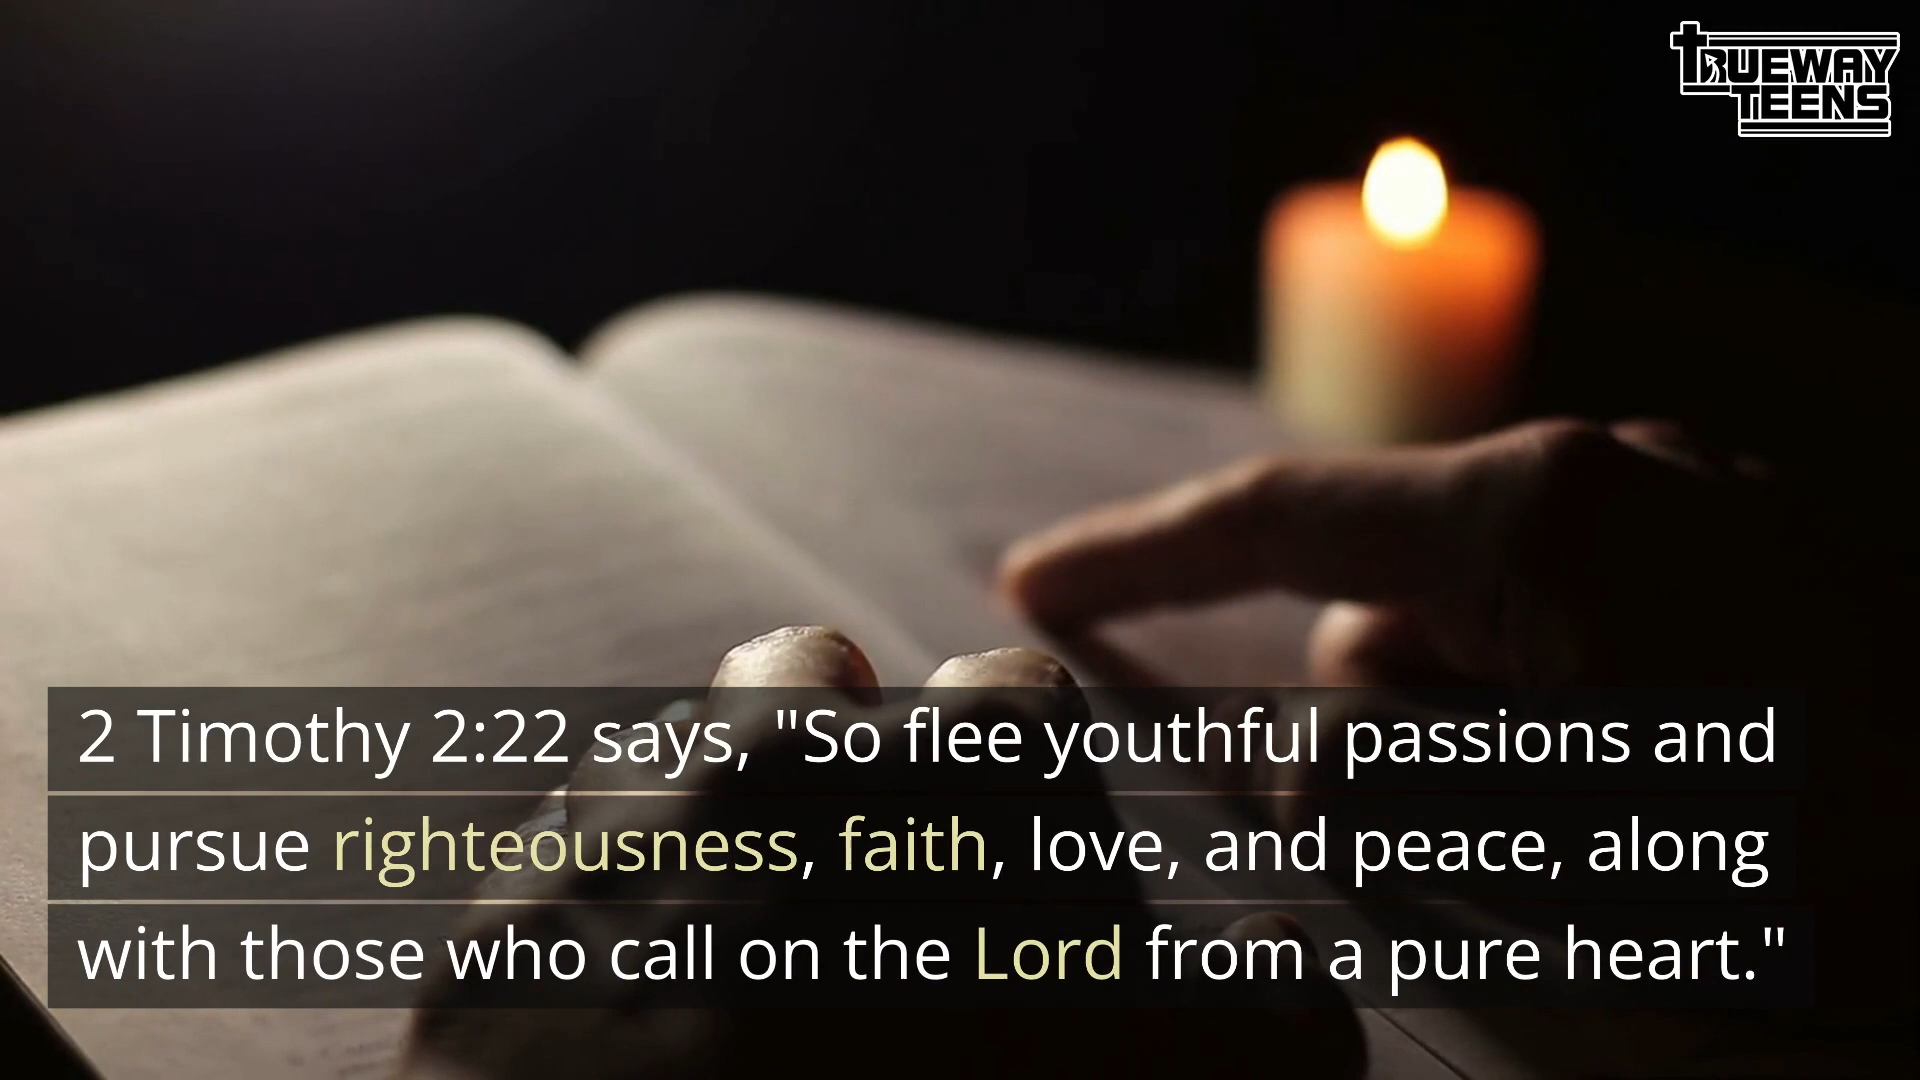 TRUEWAY
TEENS
2 Timothy 2:22 says, "So flee youthful passions and
pursue righteousness, faith, love, and peace, along
with those who call on the Lord from a pure heart."